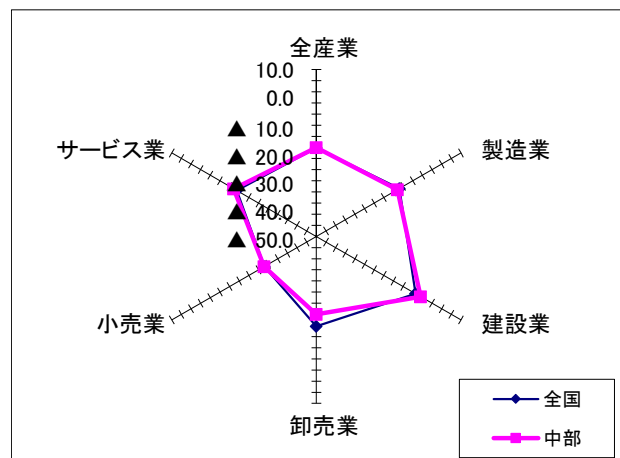 全産業
10.0
0.0
▲ 10.0
▲ 20.0
▲ 30.0
▲ 40.0
▲ 50.0
製造業
建設業
卸売業
小売業
サービス業
全国
中部